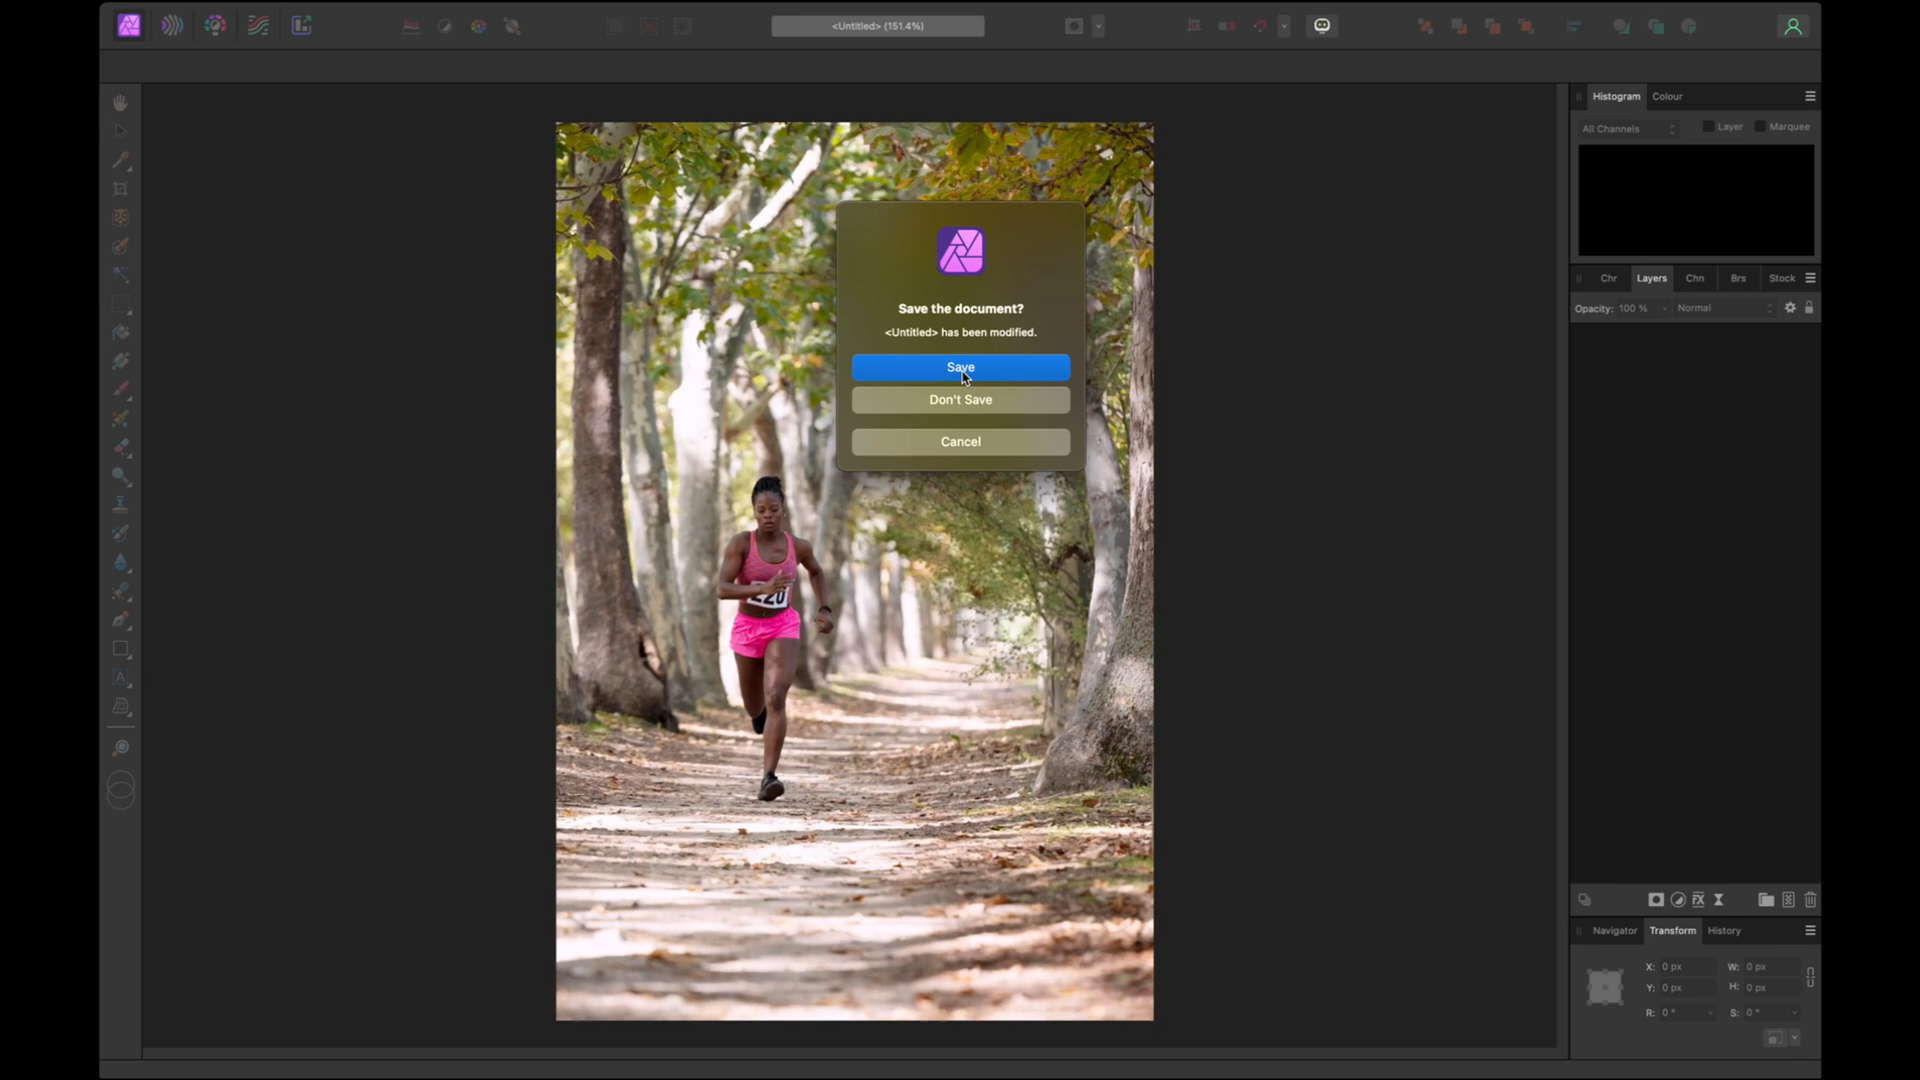 <Untitled> (151.4%)
Histogram
Colour
All Channels
Layer
Marquee
Chr
Layers
Chn
Brs
Stock
Opacity: 100 %
Normal
Save the document?
<Untitled> has been modified.
Save
Don't Save
Cancel
220
Navigator
Transform
History
X: 0 px
W: 0 px
Y: 0 px
H: 0 px
R: 0 °
S: 0 °